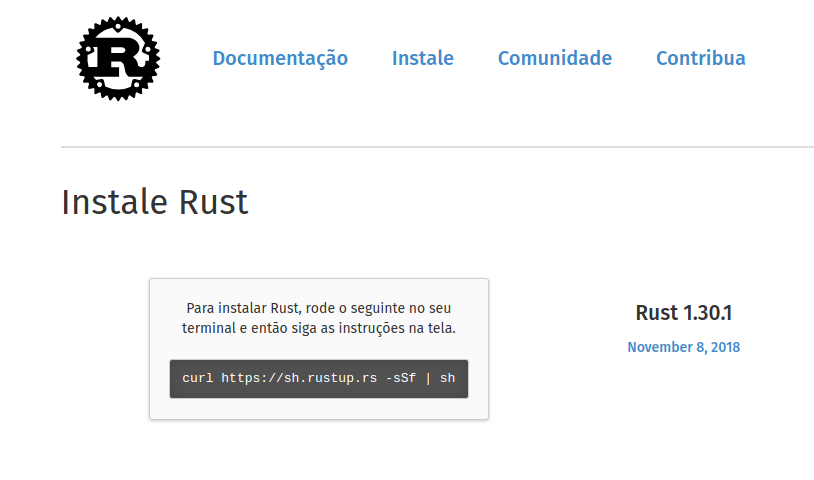 R
Documentação Instale Comunidade Contribua
Instale Rust
Para instalar Rust, rode o seguinte no seu
terminal e então siga as instruções na tela.
curl https://sh.rustup.rs -sSf | sh
Rust 1.30.1
November 8, 2018